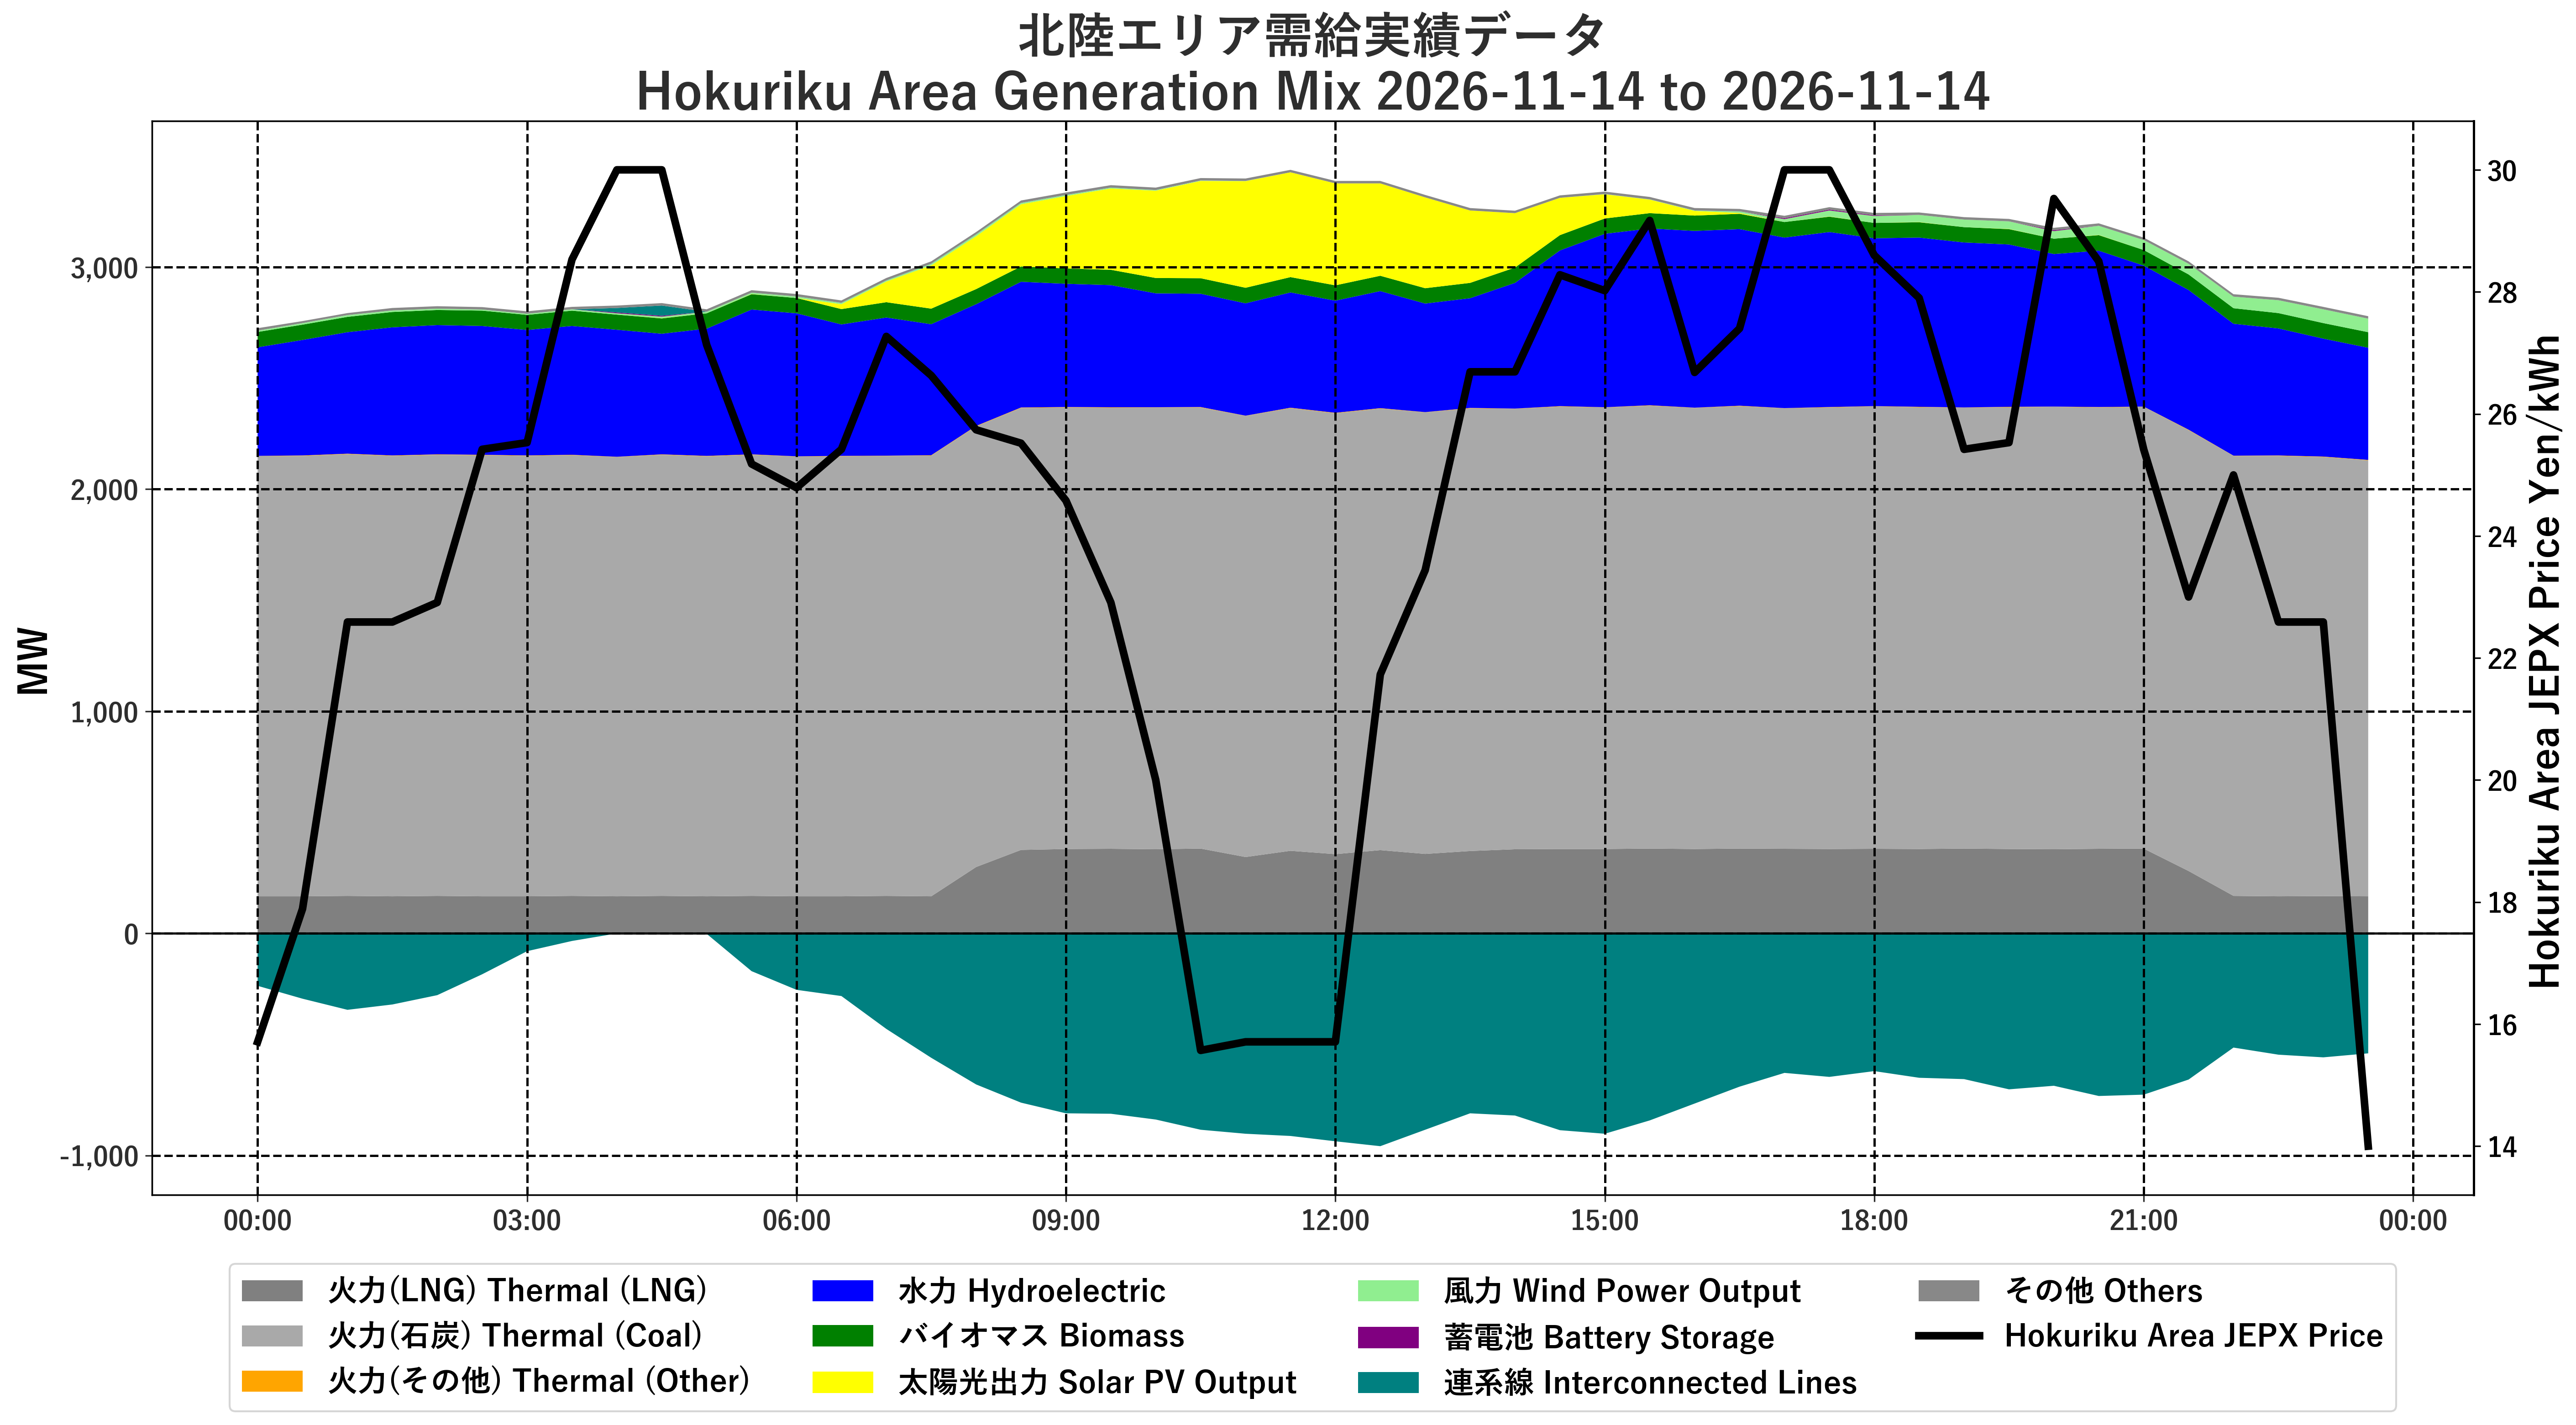 北陸エリア需給実績データ
Hokuriku Area Generation Mix 2026-11-14 to 2026-11-14
MW
3,000
2,000
1,000
0
-1,000
30
28
26
24
22
20
18
16
14
Hokuriku Area JEPX Price Yen/kWh
00:00
03:00
06:00
09:00
12:00
15:00
18:00
21:00
00:00
火力(LNG) Thermal (LNG)
火力(石炭) Thermal (Coal)
火力(その他) Thermal (Other)
水力 Hydroelectric
バイオマス Biomass
太陽光出力 Solar PV Output
風力 Wind Power Output
蓄電池 Battery Storage
連系線 Interconnected Lines
その他 Others
Hokuriku Area JEPX Price